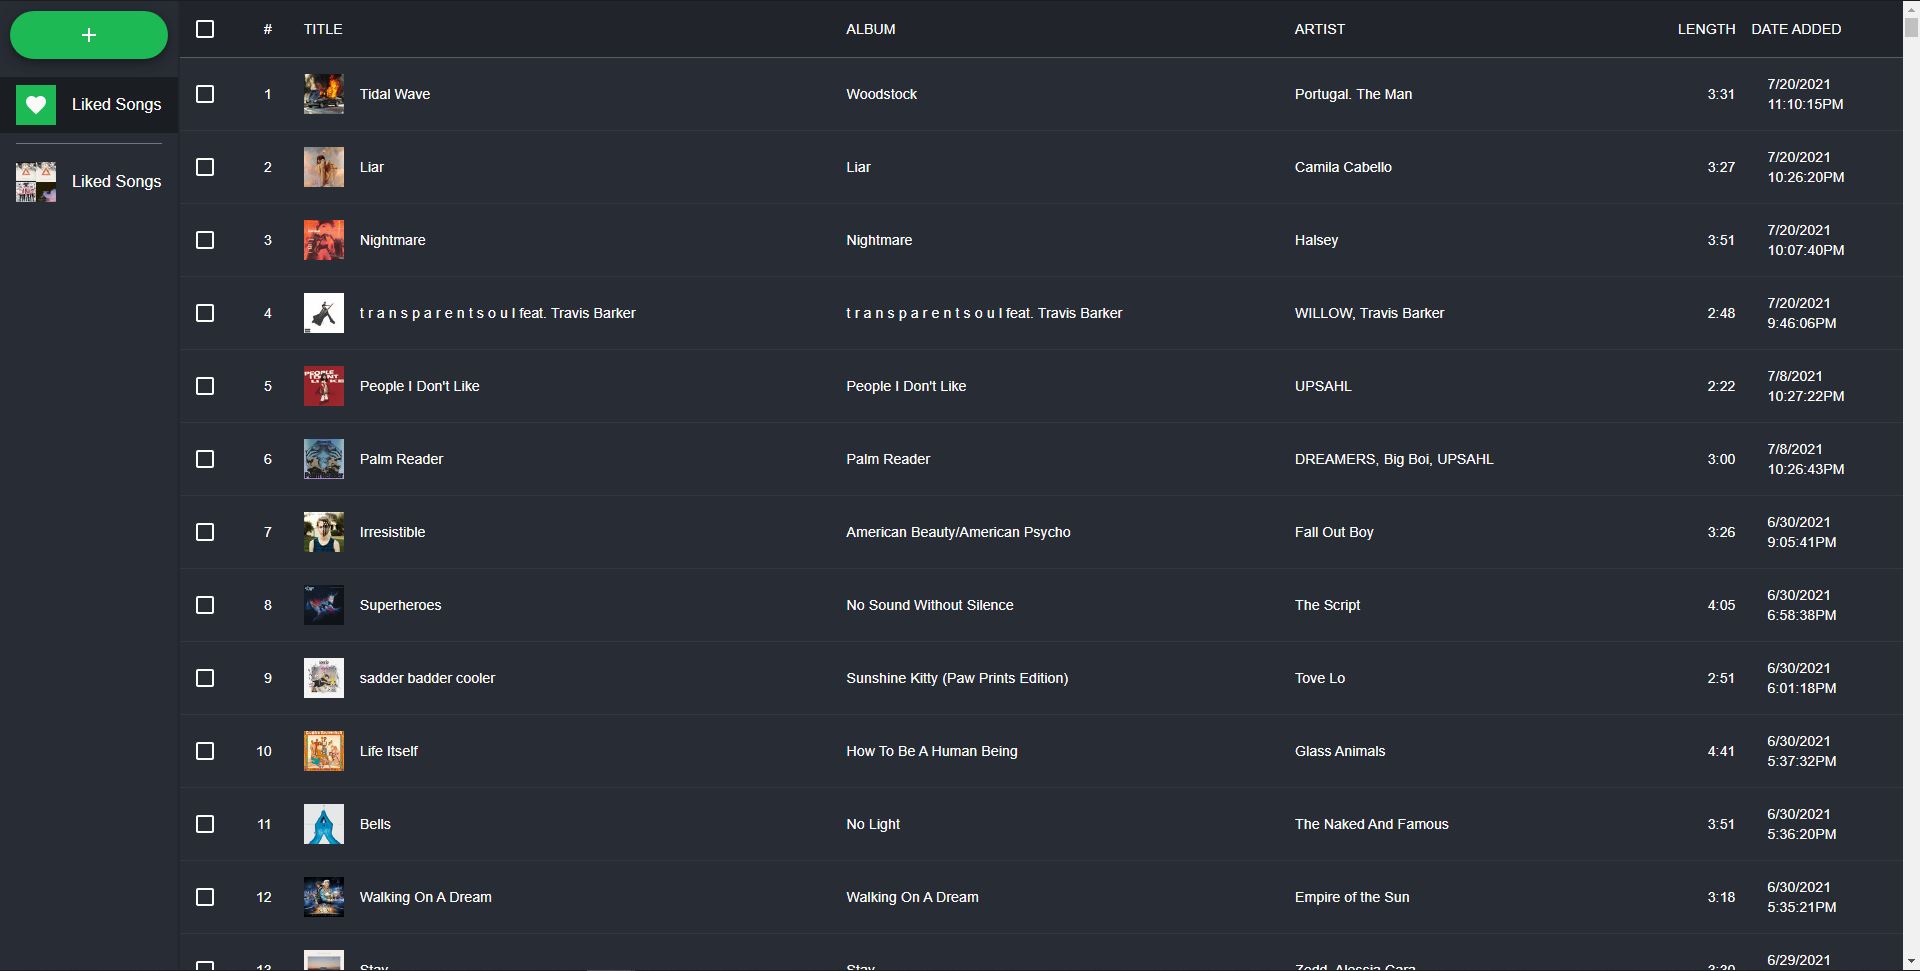 +
Liked Songs
Liked Songs
# TITLE ALBUM ARTIST LENGTH DATE ADDED
1 Tidal Wave Woodstock Portugal. The Man 3:31 7/20/2021
11:10:15PM
2 Liar Liar Camila Cabello 3:27 7/20/2021
10:26:20PM
3 Nightmare Nightmare Halsey 3:51 7/20/2021
10:07:40PM
4 t r a n s p a r e n t s o u l feat. Travis Barker t r a n s p a r e n t s o u l feat. Travis Barker WILLOW, Travis Barker 2:48 7/20/2021
9:46:06PM
5 People I Don't Like People I Don't Like UPSAHL 2:22 7/8/2021
10:27:22PM
6 Palm Reader Palm Reader DREAMERS, Big Boi, UPSAHL 3:00 7/8/2021
10:26:43PM
7 Irresistible American Beauty/American Psycho Fall Out Boy 3:26 6/30/2021
9:05:41PM
8 Superheroes No Sound Without Silence The Script 4:05 6/30/2021
6:58:38PM
9 sadder badder cooler Sunshine Kitty (Paw Prints Edition) Tove Lo 2:51 6/30/2021
6:01:18PM
10 Life Itself How To Be A Human Being Glass Animals 4:41 6/30/2021
5:37:32PM
11 Bells No Light The Naked And Famous 3:51 6/30/2021
5:36:20PM
12 Walking On A Dream Walking On A Dream Empire of the Sun 3:18 6/30/2021
5:35:21PM
13 Stay Stay Zedd, Alessia Cara 3:30 6/29/2021